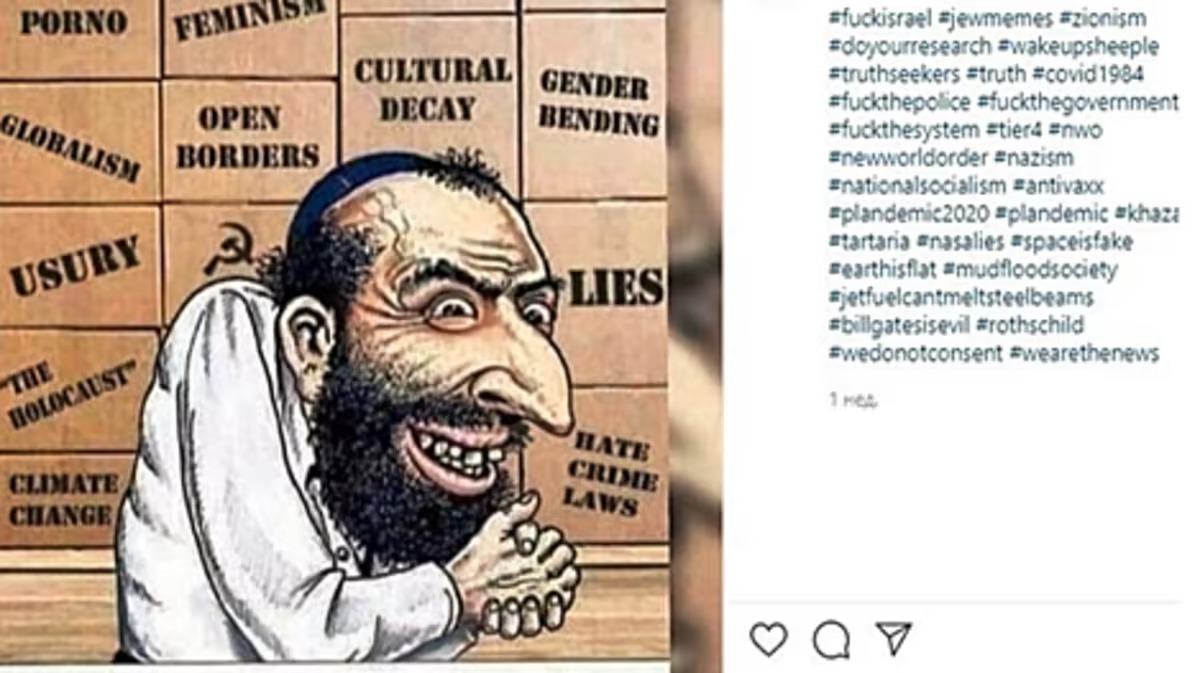 PORNO
FEMINISM
CULTURAL
DECAY
GENDER
BENDING
GLOBALISM
OPEN
BORDERS
USURY
LIES
"THE
HOLOCAUST"
HATE
CRIME
LAWS
CLIMATE
CHANGE
#fuckisrael #jewmemes #zionism
#doyourresearch #wakeupsheeple
#truthseekers #truth #covid1984
#fuckthepolice #fuckthegovernment
#fuckthesystem #tier4 #nwo
#newworldorder #nazism
#nationalsocialism #antivaxx
#plandemic2020 #plandemic #khaza
#tartaria #nasalies #spaceisfake
#earthisflat #mudfloodsociety
#jetfuelcantmeltsteelbeams
#billgatesisevil #rothschild
#wedonotconsent #wearethenews
1 нед.